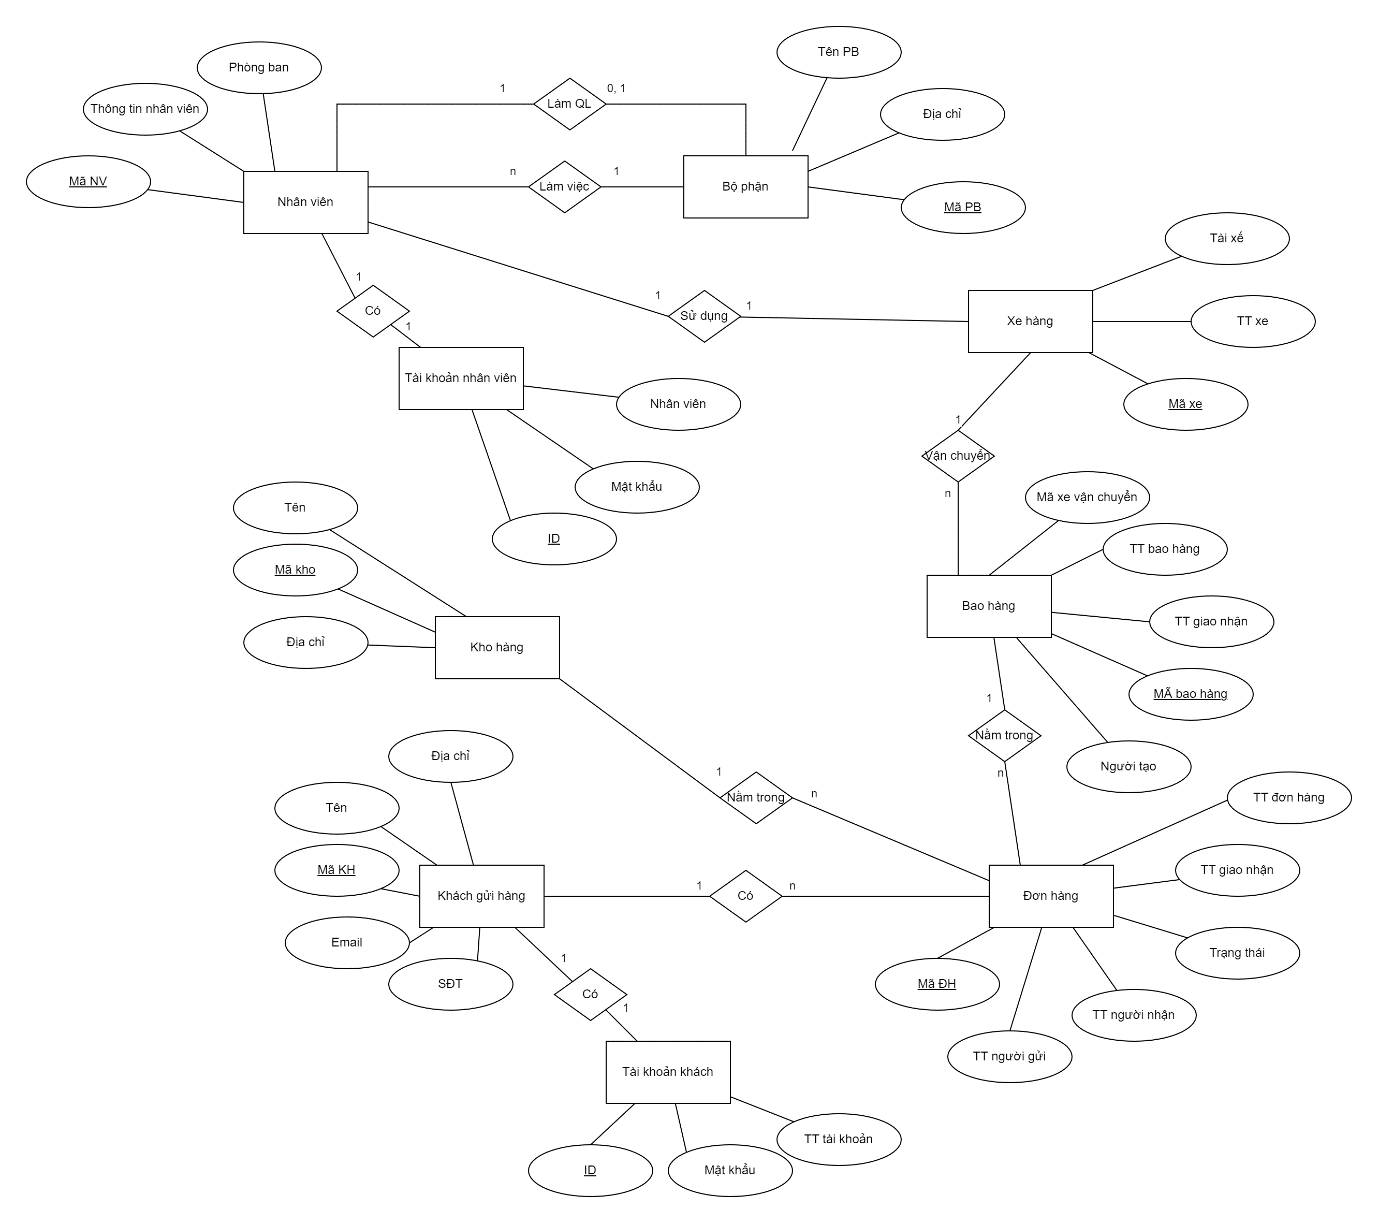 Tên PB
Phòng ban
1
0, 1
Làm QL
Thông tin nhân viên
Địa chỉ
n
1
Mã NV
Làm việc
Bộ phận
Nhân viên
Mã PB
Tài xế
1
Có
1
1
Sử dụng
1
Xe hàng
TT xe
Tài khoản nhân viên
Nhân viên
Mã xe
1
Vận chuyển
n
Mật khẩu
Mã xe vận chuyển
Tên
ID
TT bao hàng
Mã kho
Bao hàng
TT giao nhận
Địa chỉ
Kho hàng
MÃ bao hàng
1
Nằm trong
n
Người tạo
Địa chỉ
1
Nằm trong
n
TT đơn hàng
Tên
Mã KH
Khách gửi hàng
1
Có
n
Đơn hàng
TT giao nhận
Email
SĐT
1
Có
1
Mã ĐH
Trạng thái
TT người nhận
TT người gửi
Tài khoản khách
TT tài khoản
ID
Mật khẩu